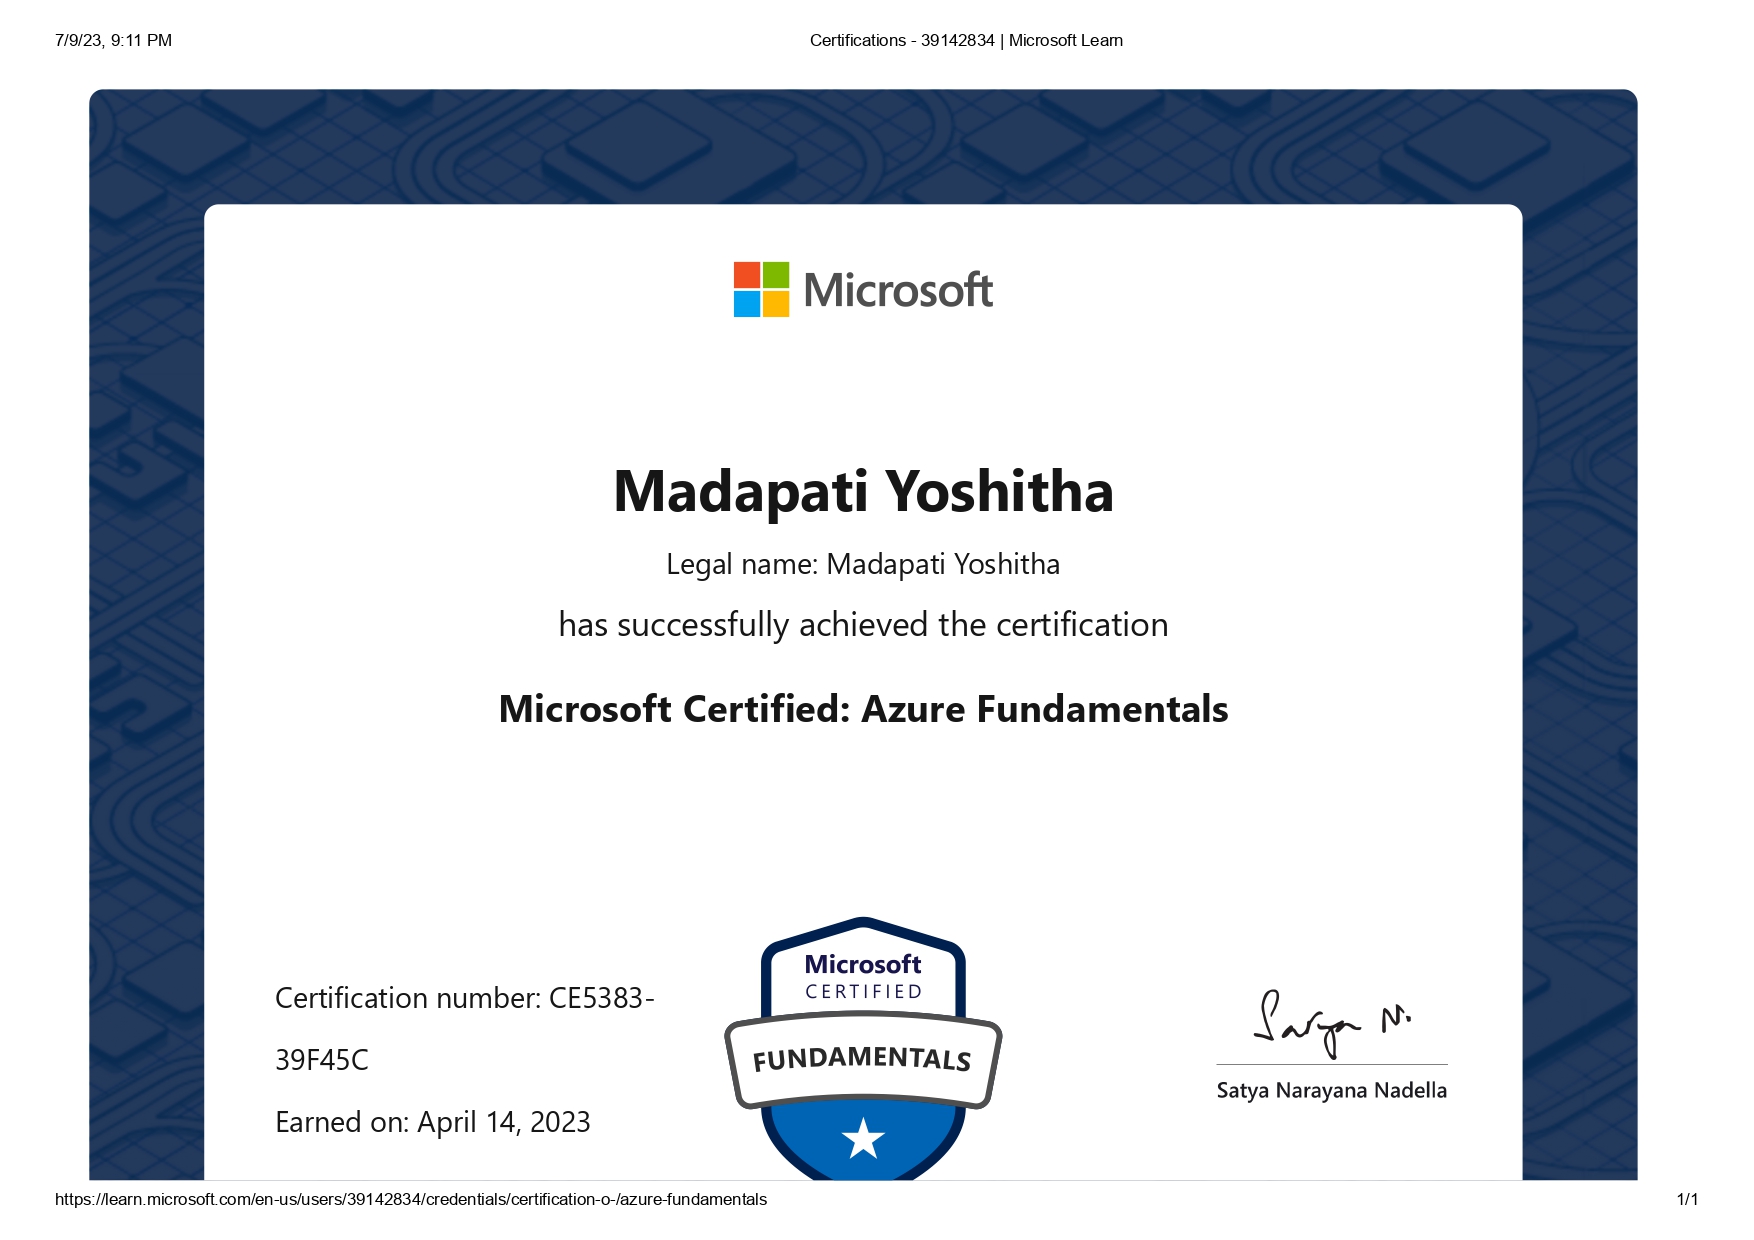 7/9/23, 9:11 PM
Certifications - 39142834 | Microsoft Learn
Microsoft
Madapati Yoshitha
Legal name: Madapati Yoshitha
has successfully achieved the certification
Microsoft Certified: Azure Fundamentals
Certification number: CE5383-
39F45C
Earned on: April 14, 2023
Microsoft
CERTIFIED
FUNDAMENTALS
Satya N.
Satya Narayana Nadella
https://learn.microsoft.com/en-us/users/39142834/credentials/certification-o-/azure-fundamentals
1/1